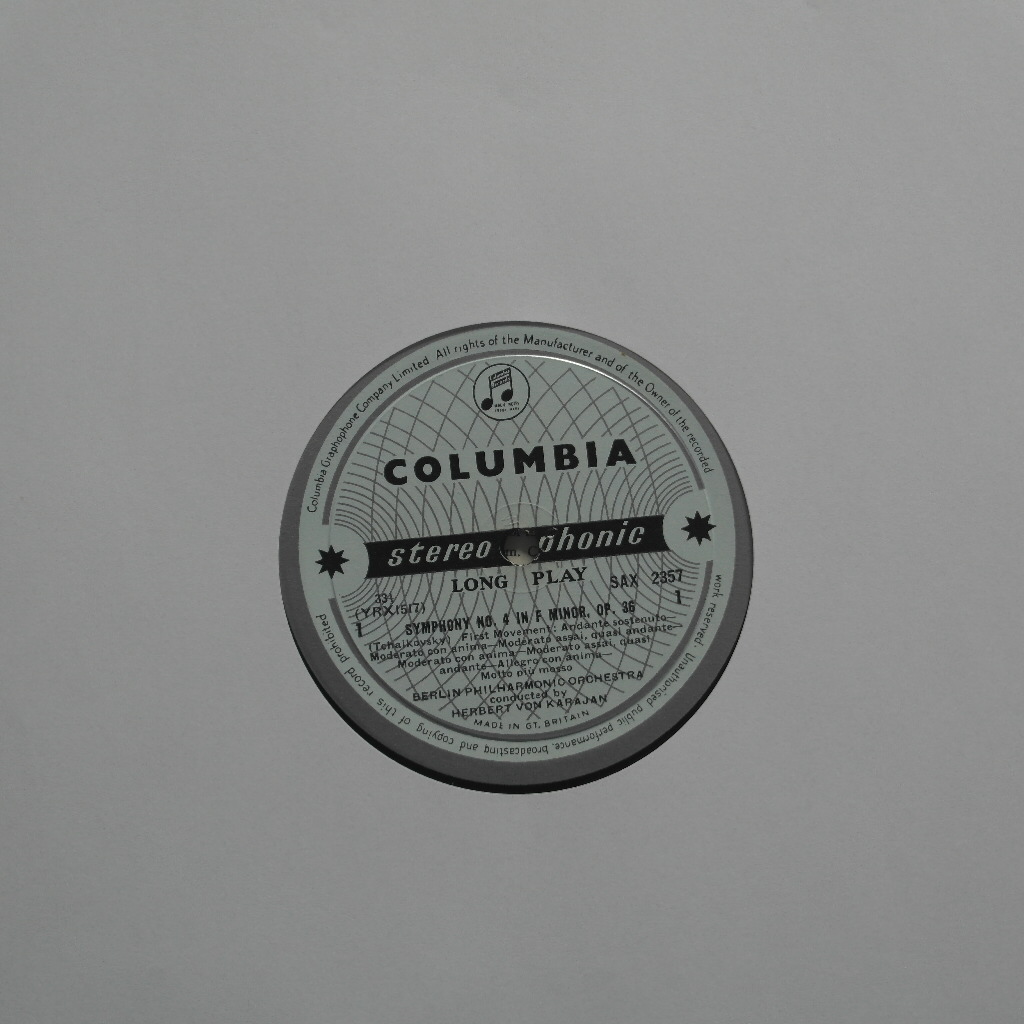 Columbia Graphophone Company Limited. All rights of the Manufacturer and of the Owner of the recorded
work reserved. Unauthorised public performance, broadcasting and copying of this record prohibited
COLUMBIA
stereo phonic
LONG PLAY
SAX 2357
33⅓
(YRX1517)
1
1
SYMPHONY NO. 4 IN F MINOR, OP. 36
(Tchaikovsky) First Movement: Andante sostenuto—
Moderato con anima—Moderato assai, quasi andante—
Moderato con anima—Moderato assai, quasi
andante—Allegro con anima—
Molto più mosso
BERLIN PHILHARMONIC ORCHESTRA
conducted by
HERBERT VON KARAJAN
MADE IN GT. BRITAIN